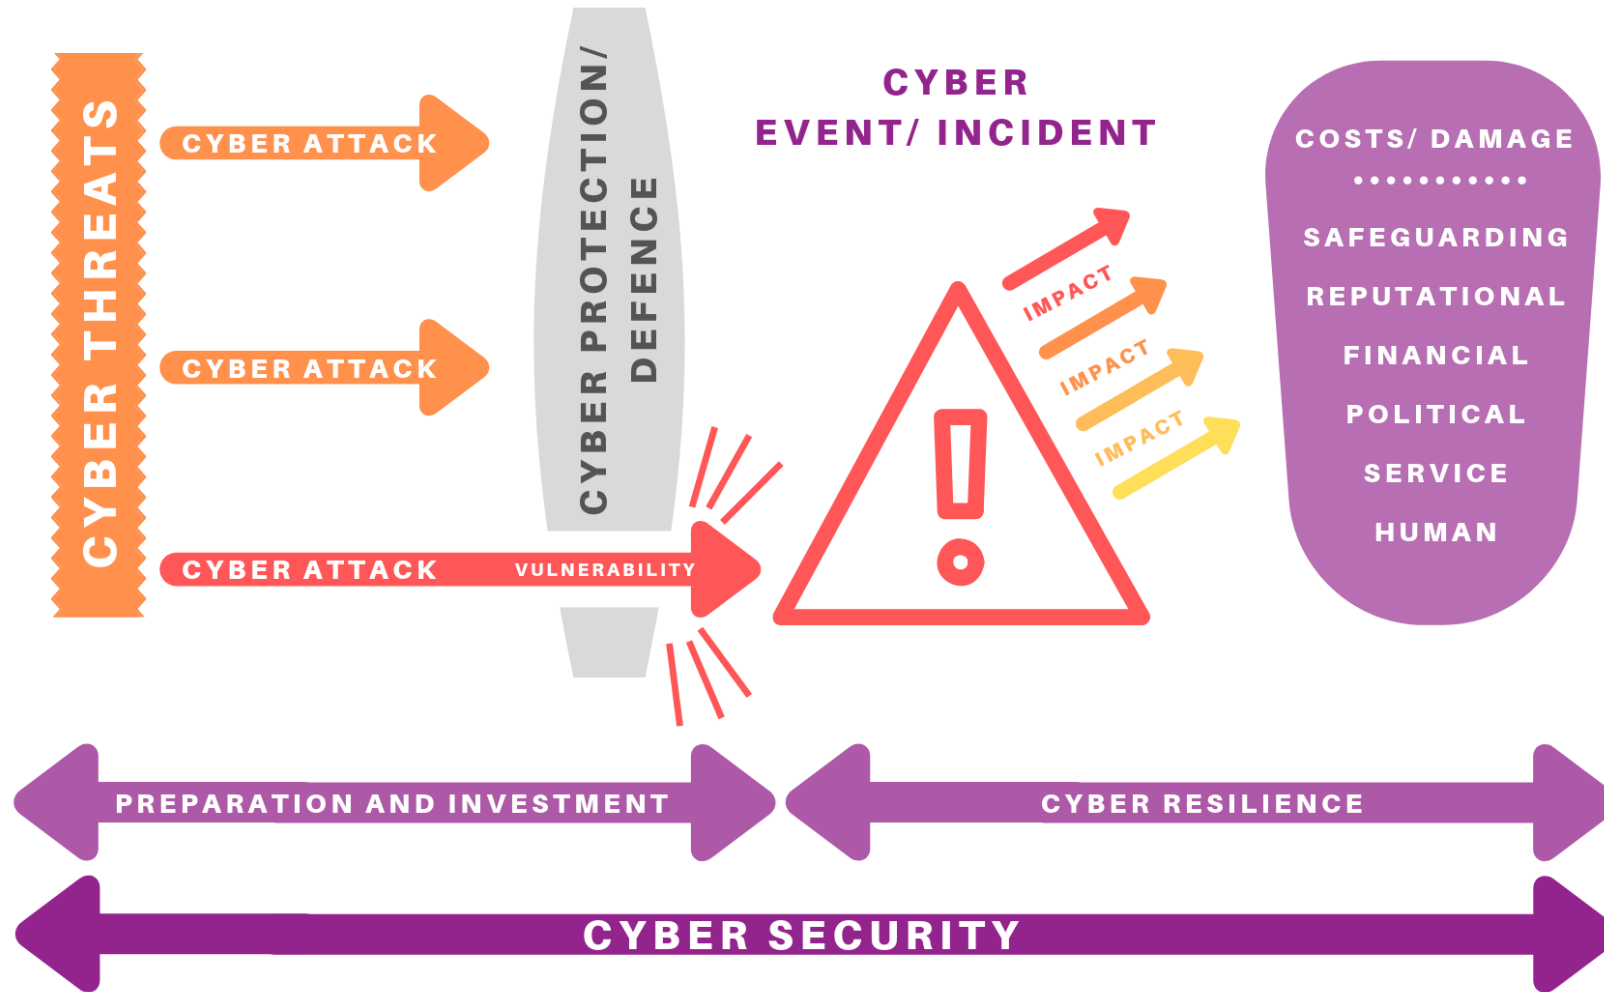 CYBER THREATS
CYBER ATTACK
CYBER ATTACK
CYBER ATTACK
VULNERABILITY
CYBER PROTECTION/
DEFENCE
CYBER
EVENT/ INCIDENT
IMPACT
IMPACT
IMPACT
COSTS/ DAMAGE
SAFEGUARDING
REPUTATIONAL
FINANCIAL
POLITICAL
SERVICE
HUMAN
PREPARATION AND INVESTMENT
CYBER RESILIENCE
CYBER SECURITY